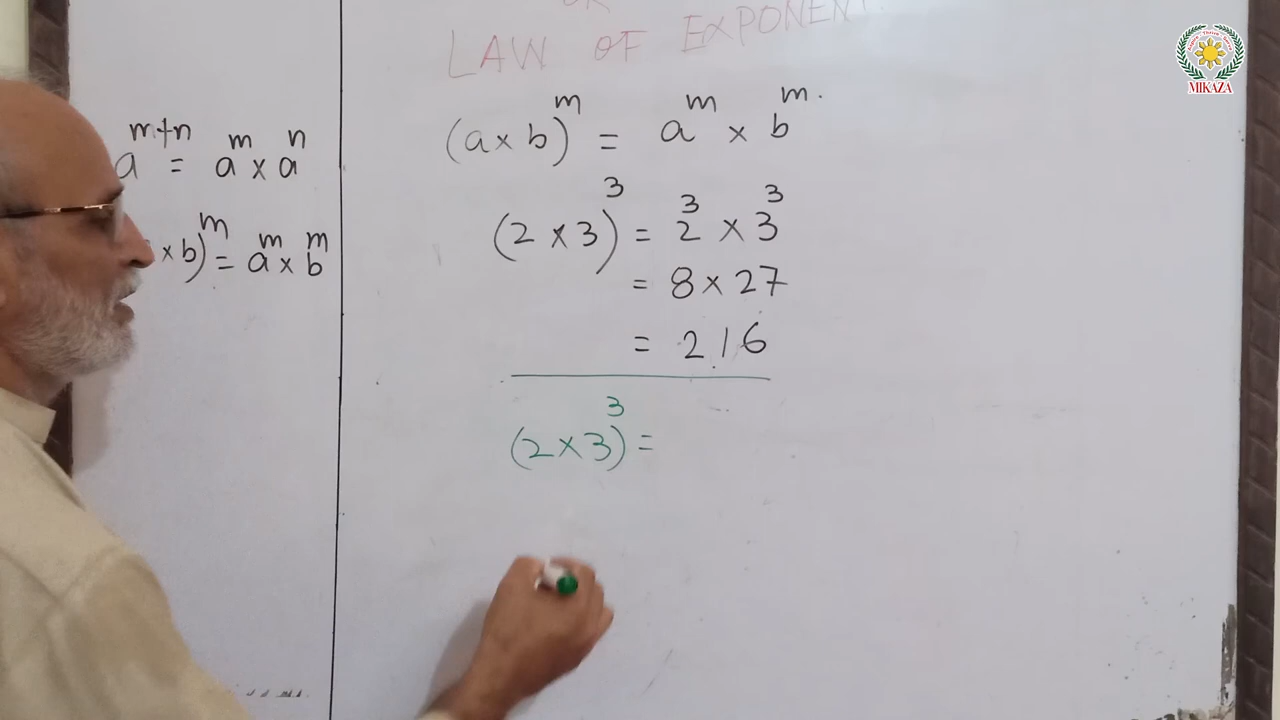 LAW OF EXPONENT
(a × b)^m = a^m × b^m.
(2 × 3)^3 = 2^3 × 3^3
= 8 × 27
= 216
(2 × 3)^3 =
a^m+n = a^m × a^n
× b)^m = a^m × b^m
MIKAZA